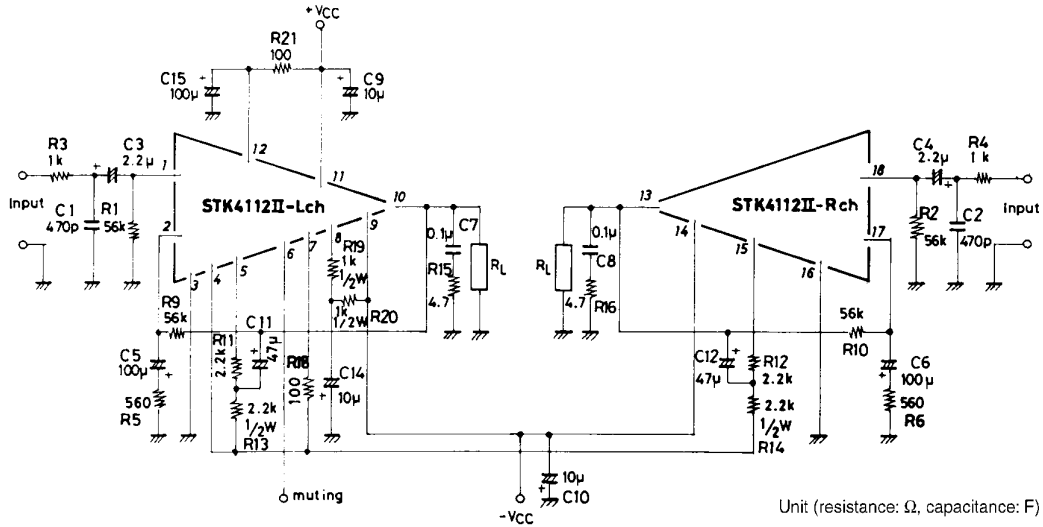 +VCC
R21
100
C15
100µ
+
C9
10µ
+
R3
1k
C3
2.2µ
+
1
12
11
10
Input
C1
470p
R1
56k
2
STK4112II-Lch
3
4
5
6
7
8
9
R19
1k
1/2W
1k
1/2W
R20
C7
0.1µ
R15
4.7
RL
R9
56k
C5
100µ
+
560
R5
R11
2.2k
C11
47µ
+
2.2k
1/2W
R13
100
C14
10µ
+
muting
-VCC
10µ
+
C10
13
14
15
16
STK4112II-Rch
18
17
RL
0.1µ
C8
4.7
R16
C4
2.2µ
+
R4
1k
input
R2
56k
C2
470p
56k
R10
C12
47µ
+
R12
2.2k
2.2k
1/2W
R14
C6
100µ
+
560
R6
Unit (resistance: Ω, capacitance: F)